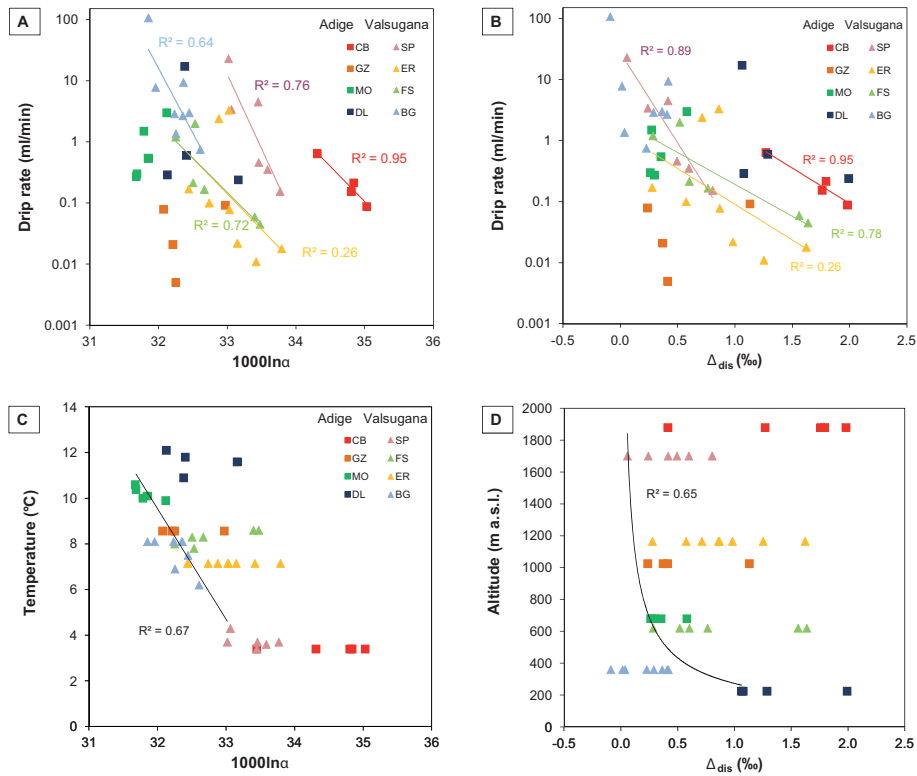 A
Adige Valsugana
CB SP
GZ ER
MO FS
DL BG
R² = 0.64
R² = 0.76
R² = 0.95
R² = 0.72
R² = 0.26
Drip rate (ml/min)
100
10
1
0.1
0.01
0.001
31 32 33 34 35 36
1000lnα
B
Adige Valsugana
CB SP
GZ ER
MO FS
DL BG
R² = 0.89
R² = 0.95
R² = 0.78
R² = 0.26
Drip rate (ml/min)
100
10
1
0.1
0.01
0.001
-0.5 0.0 0.5 1.0 1.5 2.0 2.5
Δdis (‰)
C
Adige Valsugana
CB SP
GZ FS
MO ER
DL BG
R² = 0.67
Temperature (°C)
14
12
10
8
6
4
2
0
31 32 33 34 35 36
1000lnα
D
R² = 0.65
Altitude (m a.s.l.)
2000
1800
1600
1400
1200
1000
800
600
400
200
0
-0.5 0.0 0.5 1.0 1.5 2.0 2.5
Δdis (‰)